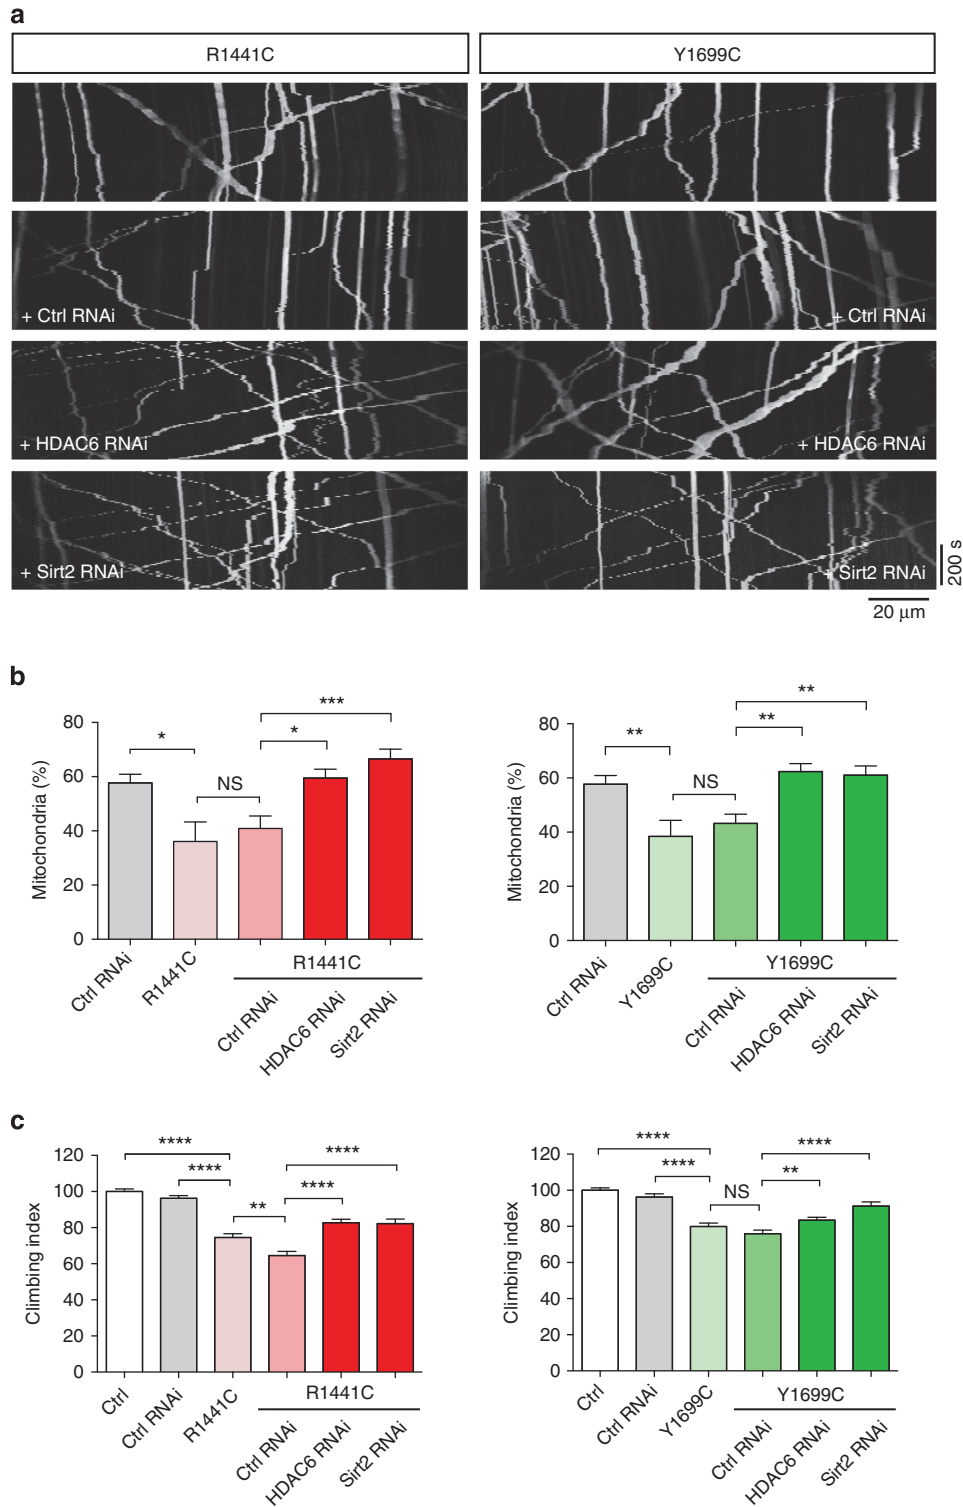 a
R1441C
Y1699C
+ Ctrl RNAi
+ Ctrl RNAi
+ HDAC6 RNAi
+ HDAC6 RNAi
+ Sirt2 RNAi
+ Sirt2 RNAi
200 s
20 μm
b
Mitochondria (%)
80
60
40
20
0
*
NS
*
***
Ctrl RNAi
R1441C
R1441C
Ctrl RNAi
HDAC6 RNAi
Sirt2 RNAi
Mitochondria (%)
80
60
40
20
0
**
NS
**
**
Ctrl RNAi
Y1699C
Y1699C
Ctrl RNAi
HDAC6 RNAi
Sirt2 RNAi
c
Climbing index
120
100
80
60
40
20
0
****
****
**
****
****
Ctrl
Ctrl RNAi
R1441C
R1441C
Ctrl RNAi
HDAC6 RNAi
Sirt2 RNAi
Climbing index
120
100
80
60
40
20
0
****
****
NS
**
****
Ctrl
Ctrl RNAi
Y1699C
Y1699C
Ctrl RNAi
HDAC6 RNAi
Sirt2 RNAi